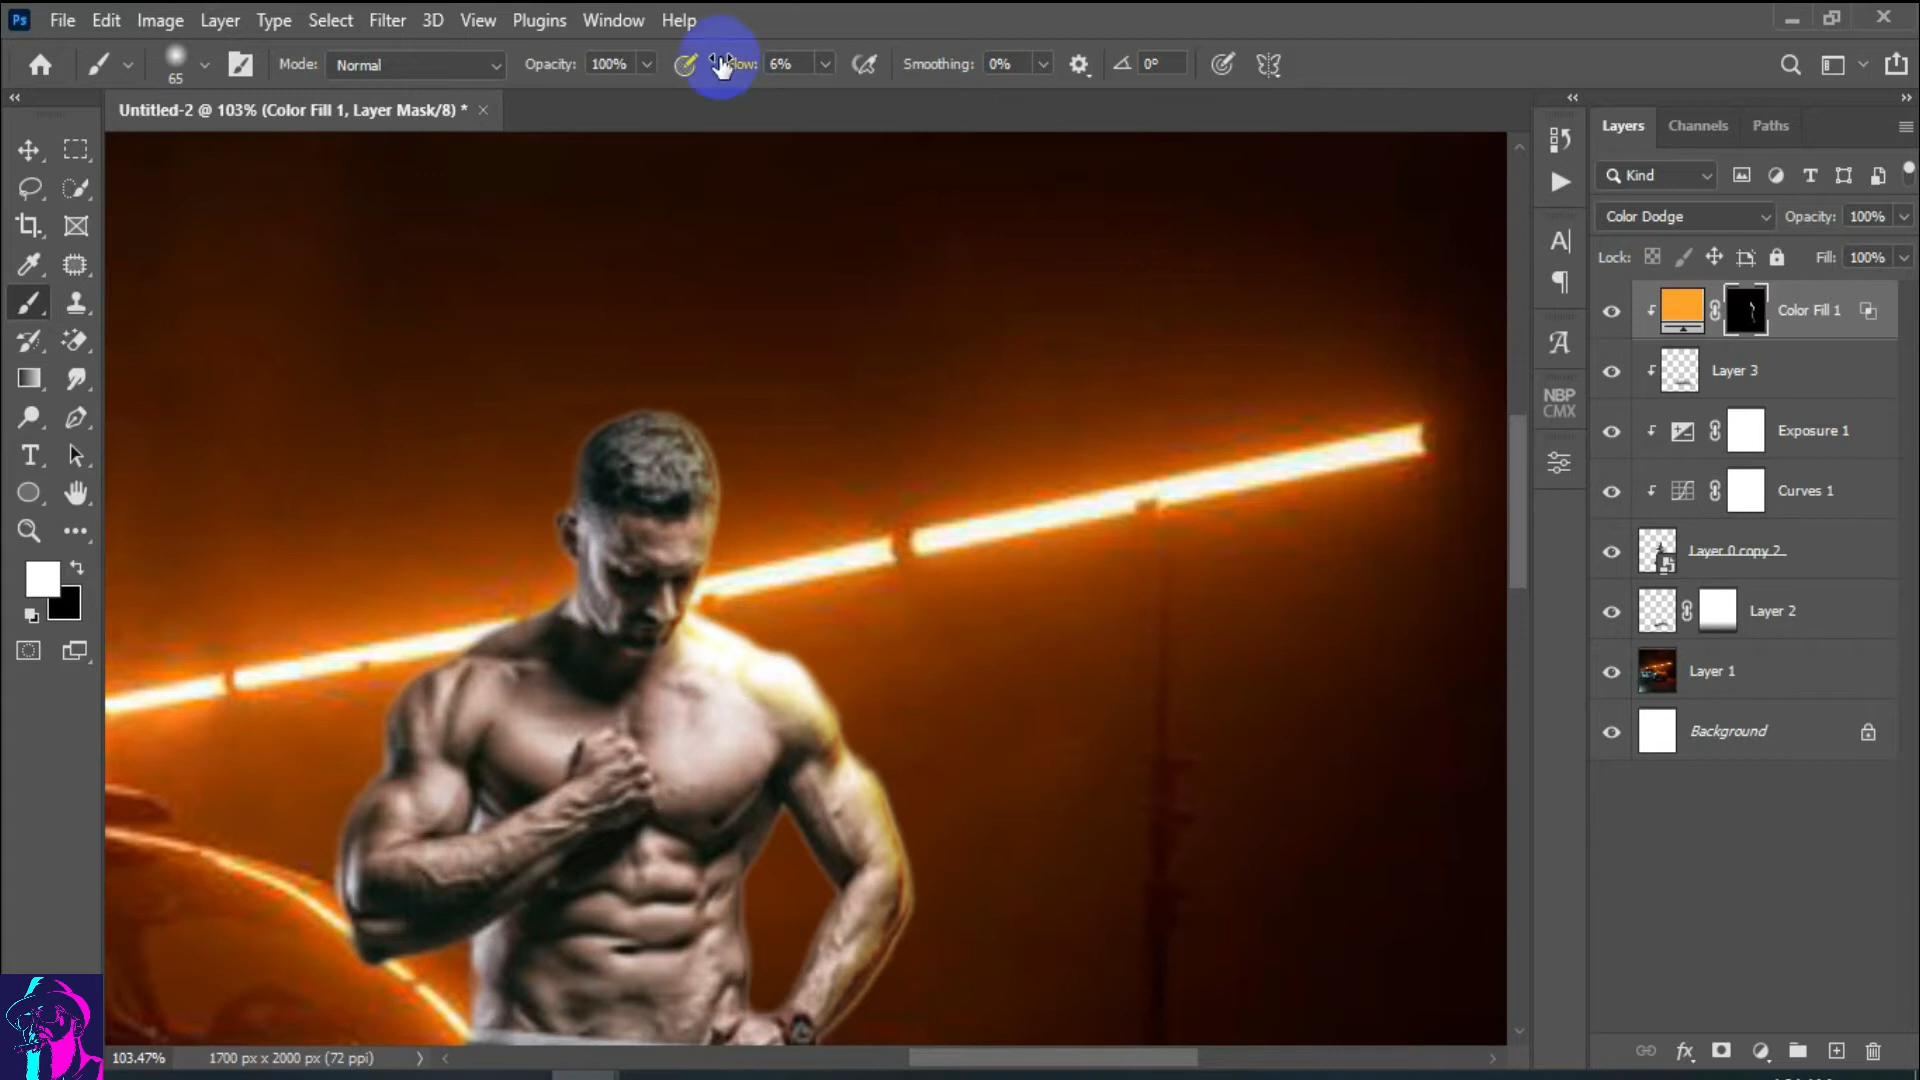 Ps File Edit Image Layer Type Select Filter 3D View Plugins Window Help
65 Mode: Normal Opacity: 100% Flow: 6% Smoothing: 0% 0°
Untitled-2 @ 103% (Color Fill 1, Layer Mask/8) *
Layers Channels Paths
Kind
Color Dodge Opacity: 100%
Lock: Fill: 100%
Color Fill 1
Layer 3
NBP
CMX
Exposure 1
Curves 1
Layer 0 copy 2
Layer 2
Layer 1
Background
103.47% 1700 px x 2000 px (72 ppi)